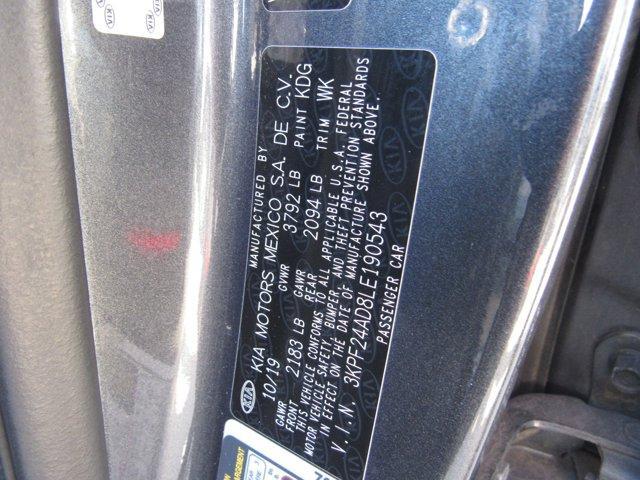 MANUFACTURED BY
KIA KIA MOTORS MEXICO S.A. DE C.V.
10/19 GVWR 3792 LB PAINT KDG
GAWR FRONT 2183 LB GAWR REAR 2094 LB TRIM WK
THIS VEHICLE CONFORMS TO ALL APPLICABLE U.S.A. FEDERAL
MOTOR VEHICLE SAFETY, BUMPER, AND THEFT PREVENTION STANDARDS
IN EFFECT ON THE DATE OF MANUFACTURE SHOWN ABOVE.
V.I.N. 3KPF24AD8LE190543
PASSENGER CAR